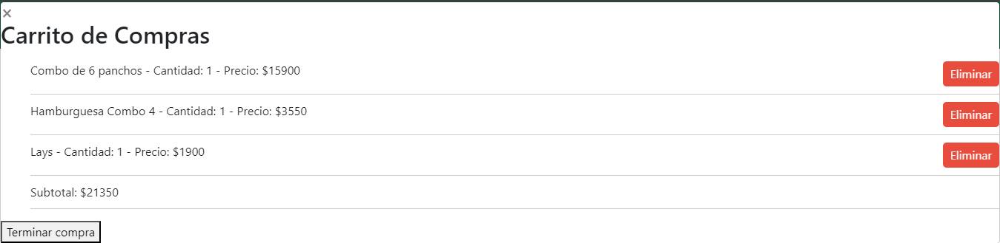 ×
Carrito de Compras
Combo de 6 panchos - Cantidad: 1 - Precio: $15900
Eliminar
Hamburguesa Combo 4 - Cantidad: 1 - Precio: $3550
Eliminar
Lays - Cantidad: 1 - Precio: $1900
Eliminar
Subtotal: $21350
Terminar compra